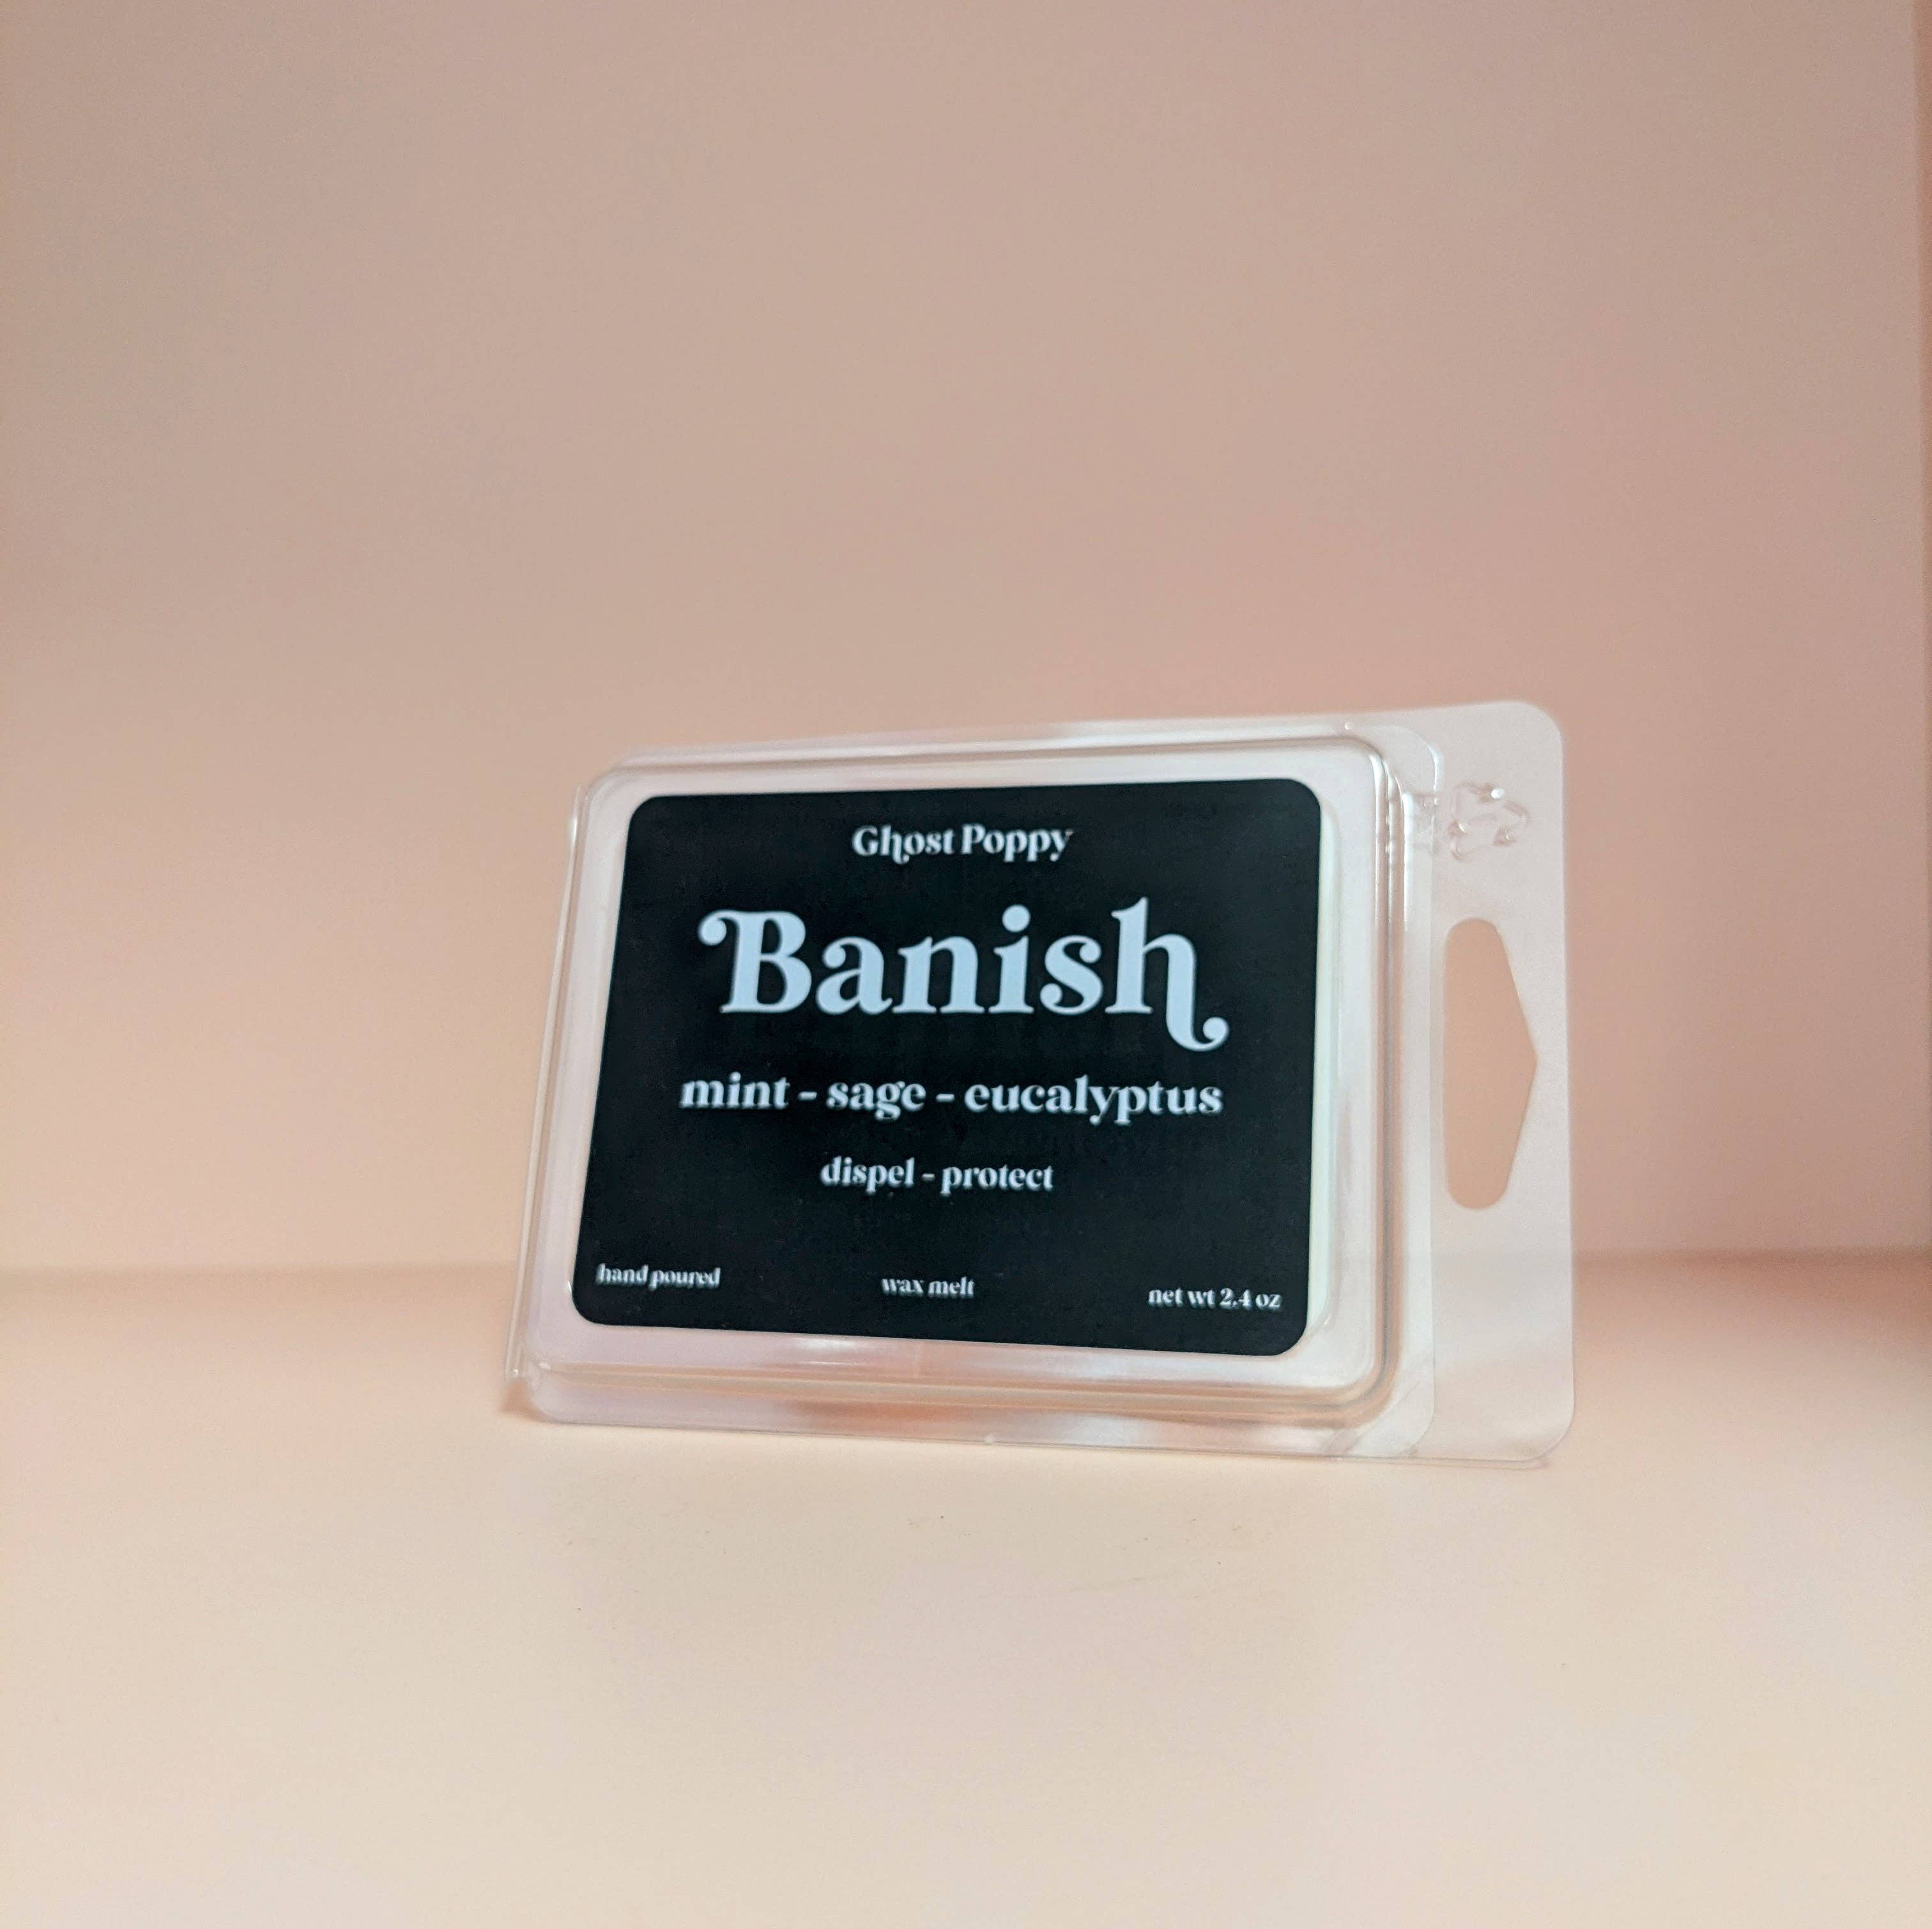 Ghost Poppy
Banish
mint - sage - eucalyptus
dispel - protect
hand poured
wax melt
net wt 2.4 oz